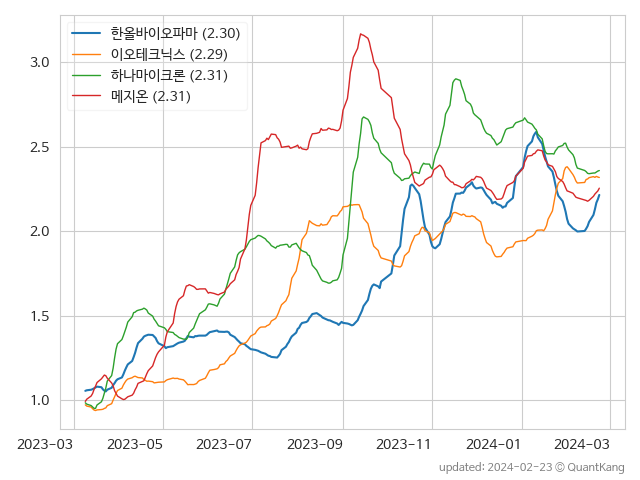 한올바이오파마 (2.30)
이오테크닉스 (2.29)
하나마이크론 (2.31)
메지온 (2.31)
3.0
2.5
2.0
1.5
1.0
2023-03 2023-05 2023-07 2023-09 2023-11 2024-01 2024-03
updated: 2024-02-23 © QuantKang